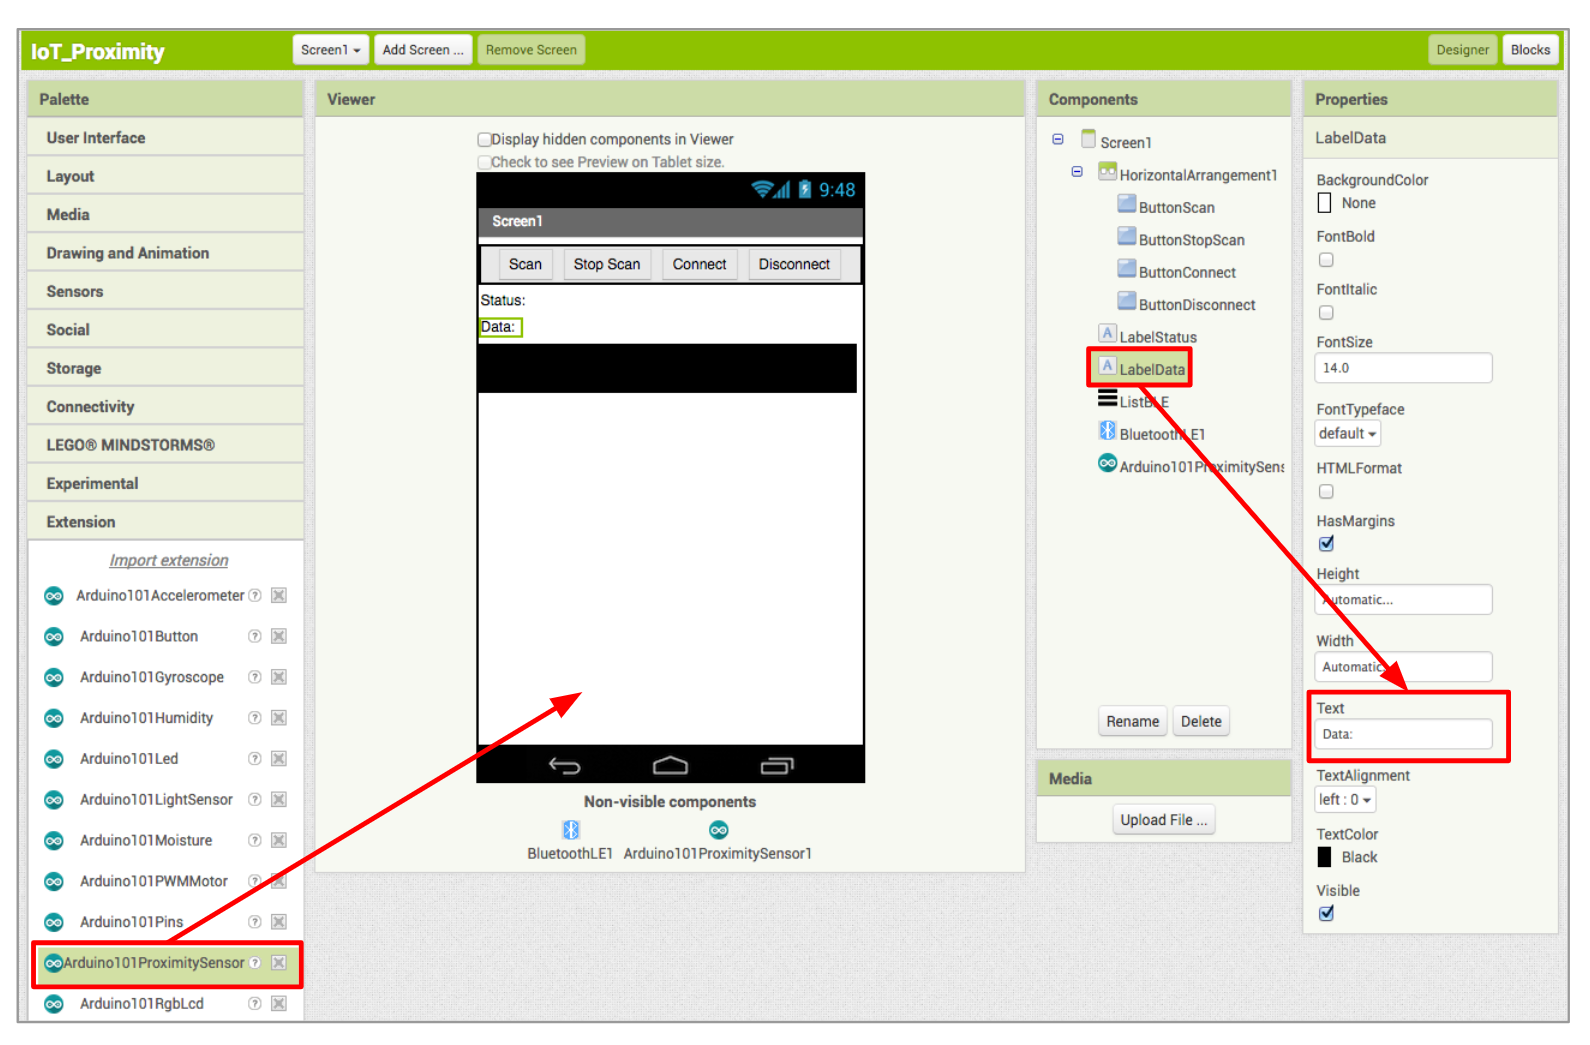 IoT_Proximity
Screen1
Add Screen ...
Remove Screen
Designer
Blocks
Palette
User Interface
Layout
Media
Drawing and Animation
Sensors
Social
Storage
Connectivity
LEGO® MINDSTORMS®
Experimental
Extension
Import extension
Arduino101Accelerometer
Arduino101Button
Arduino101Gyroscope
Arduino101Humidity
Arduino101Led
Arduino101LightSensor
Arduino101Moisture
Arduino101PWMMotor
Arduino101Pins
Arduino101ProximitySensor
Arduino101RgbLcd
Viewer
Display hidden components in Viewer
Check to see Preview on Tablet size.
9:48
Screen1
Scan
Stop Scan
Connect
Disconnect
Status:
Data:
Non-visible components
BluetoothLE1
Arduino101ProximitySensor1
Components
Screen1
HorizontalArrangement1
ButtonScan
ButtonStopScan
ButtonConnect
ButtonDisconnect
LabelStatus
LabelData
ListBLE
BluetoothLE1
Arduino101ProximitySens
Rename
Delete
Media
Upload File ...
Properties
LabelData
BackgroundColor
None
FontBold
FontItalic
FontSize
14.0
FontTypeface
default
HTMLFormat
HasMargins
Height
Automatic...
Width
Automatic...
Text
Data:
TextAlignment
left : 0
TextColor
Black
Visible